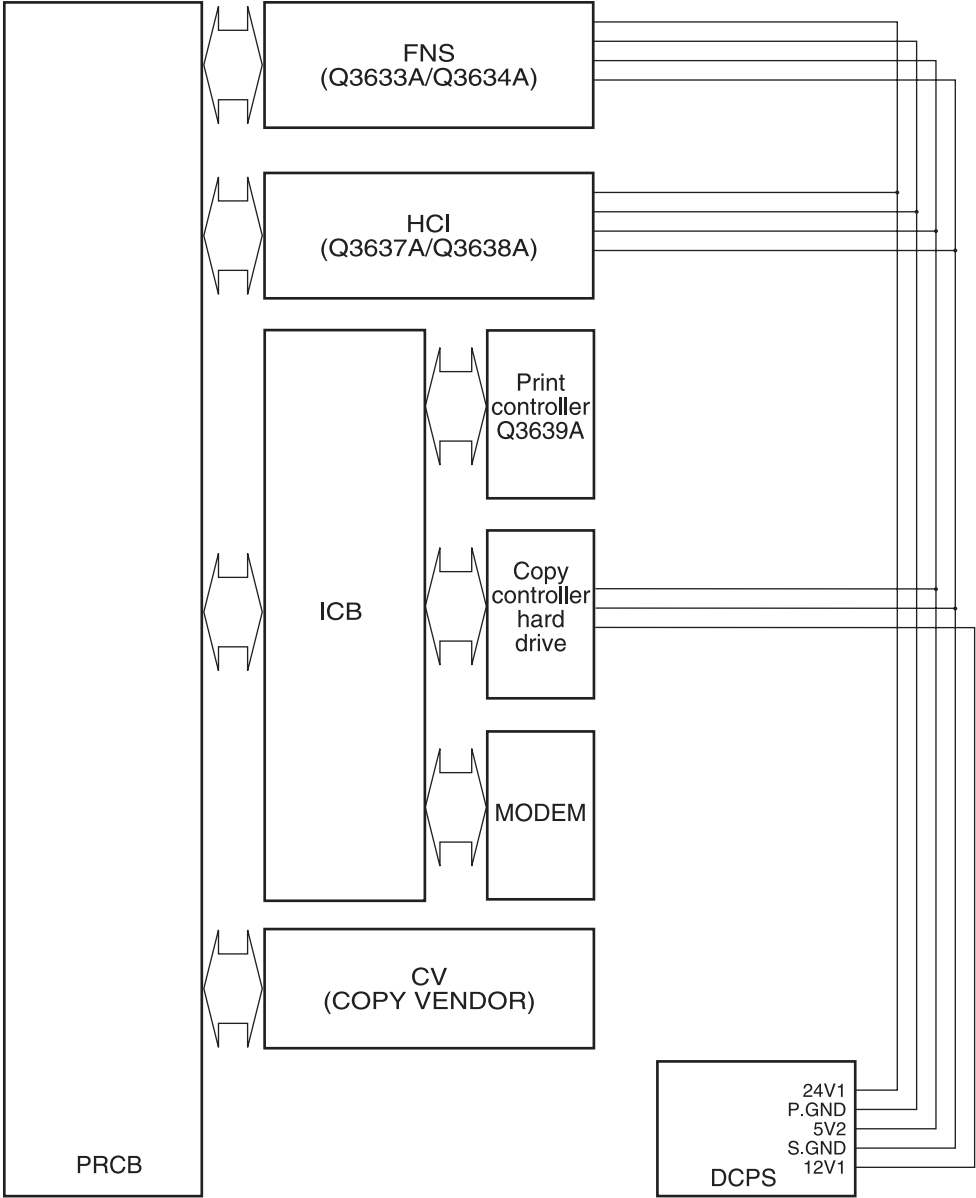 FNS
(Q3633A/Q3634A)
HCI
(Q3637A/Q3638A)
Print
controller
Q3639A
ICB
Copy
controller
hard
drive
MODEM
CV
(COPY VENDOR)
PRCB
24V1
P.GND
5V2
S.GND
12V1
DCPS